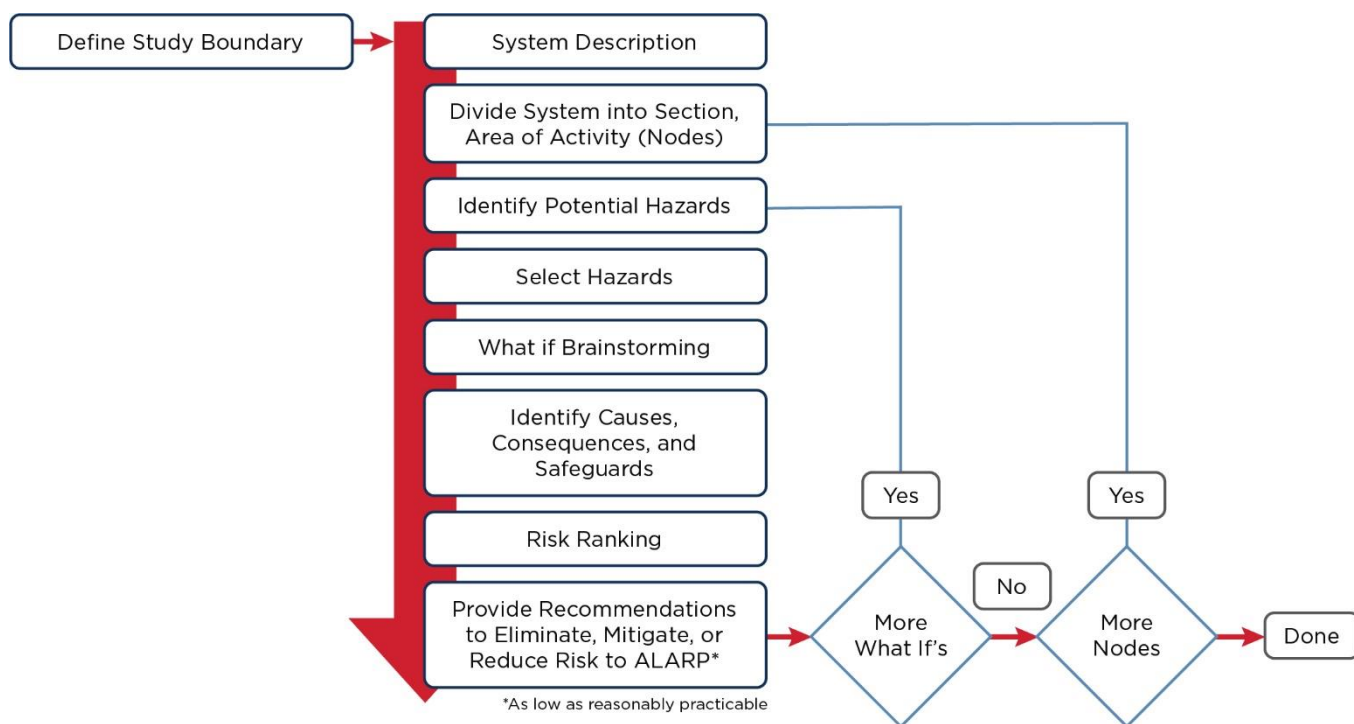 Define Study Boundary
System Description
Divide System into Section,
Area of Activity (Nodes)
Identify Potential Hazards
Select Hazards
What if Brainstorming
Identify Causes,
Consequences, and
Safeguards
Risk Ranking
Provide Recommendations
to Eliminate, Mitigate, or
Reduce Risk to ALARP*
*As low as reasonably practicable
Yes
More
What If's
No
Yes
More
Nodes
Done